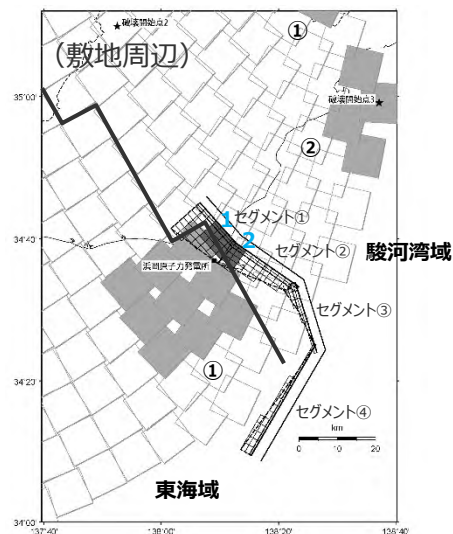 ①
★破壊開始点2
(敷地周辺)
35°00'
破壊開始点3
②
1 セグメント①
2
セグメント②
34°40'
駿河湾域
浜岡原子力発電所
セグメント③
34°20'
①
セグメント④
km
0 10 20
東海域
34°00'
137°40' 138°00' 138°20' 138°40'